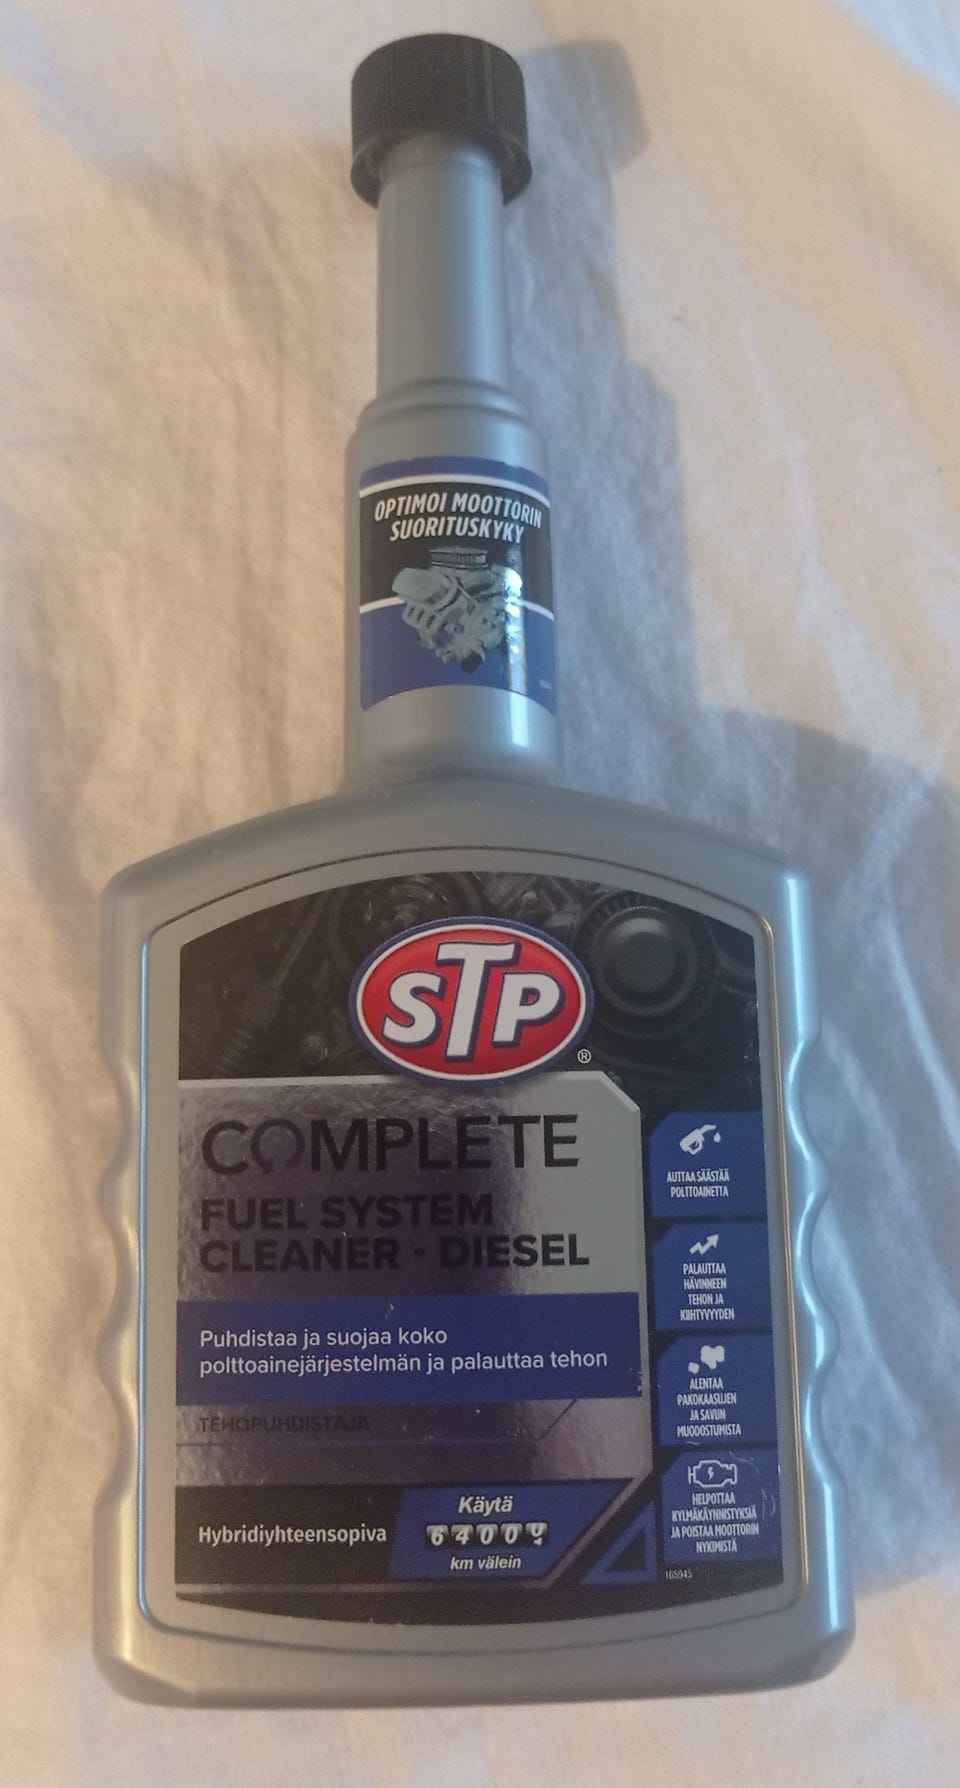 OPTIMOI MOOTTORIN
SUORITUSKYKY
STP
®
COMPLETE
FUEL SYSTEM
CLEANER - DIESEL
Puhdistaa ja suojaa koko
polttoainejärjestelmän ja palauttaa tehon
TEHOPUHDISTAJA
Hybridiyhteensopiva
Käytä
6400
km välein
AUTTAA SÄÄSTÄÄ
POLTTOAINETTA
PALAUTTAA
HÄVINNEEN
TEHON JA
KIIHTYVYYDEN
ALENTAA
PAKOKAASUJEN
JA SAVUN
MUODOSTUMISTA
HELPOTTAA
KYLMÄKÄYNNISTYKSIÄ
JA POISTAA MOOTTORIN
NYKIMISTÄ
165945